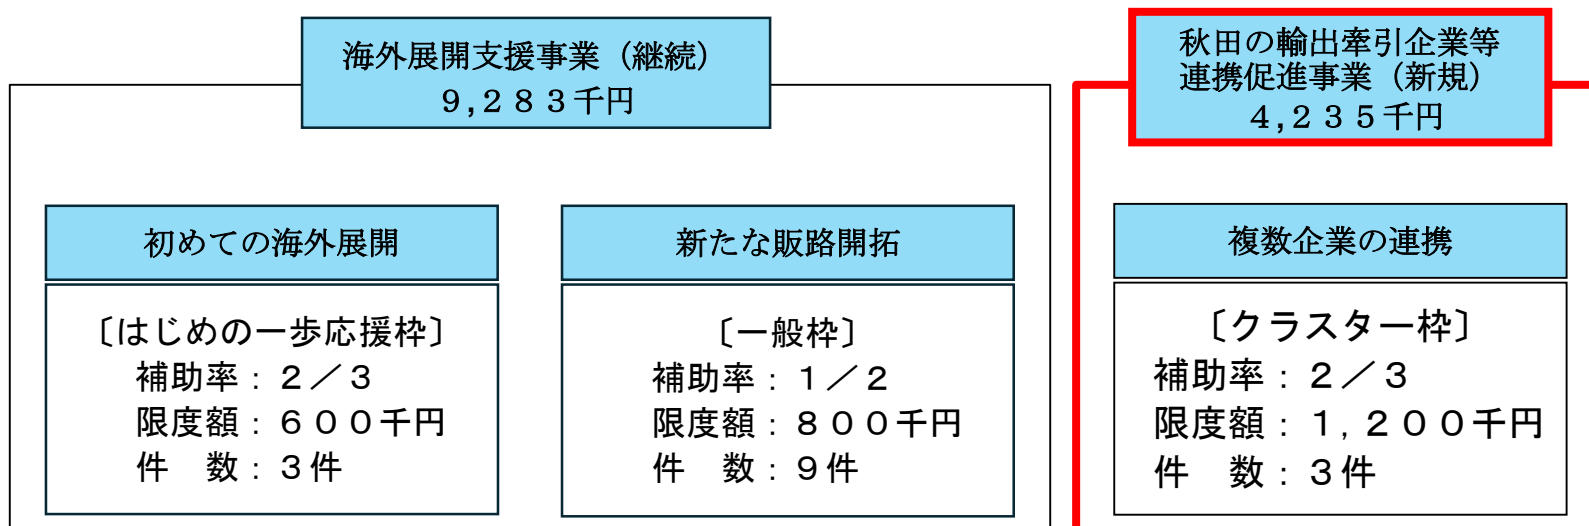 海外展開支援事業（継続）
９,２８３千円
秋田の輸出牽引企業等
連携促進事業（新規）
４,２３５千円
初めての海外展開
〔はじめの一歩応援枠〕
補助率：２／３
限度額：６００千円
件　数：３件
新たな販路開拓
〔一般枠〕
補助率：１／２
限度額：８００千円
件　数：９件
複数企業の連携
〔クラスター枠〕
補助率：２／３
限度額：１，２００千円
件　数：３件